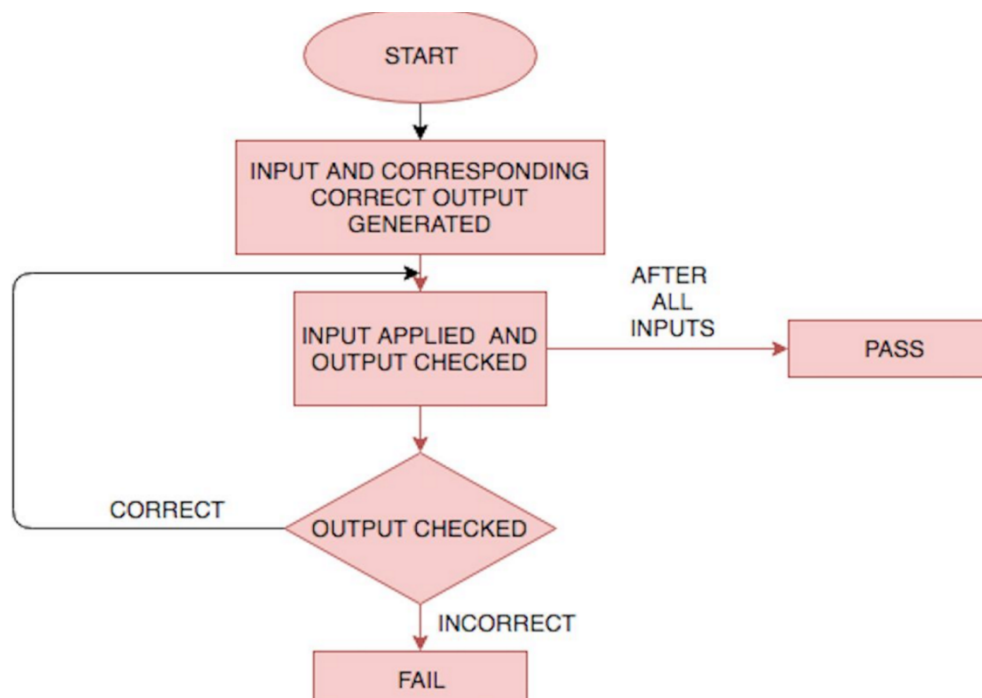 START
INPUT AND CORRESPONDING
CORRECT OUTPUT
GENERATED
AFTER
ALL
INPUTS
INPUT APPLIED AND
OUTPUT CHECKED
PASS
CORRECT
OUTPUT CHECKED
INCORRECT
FAIL